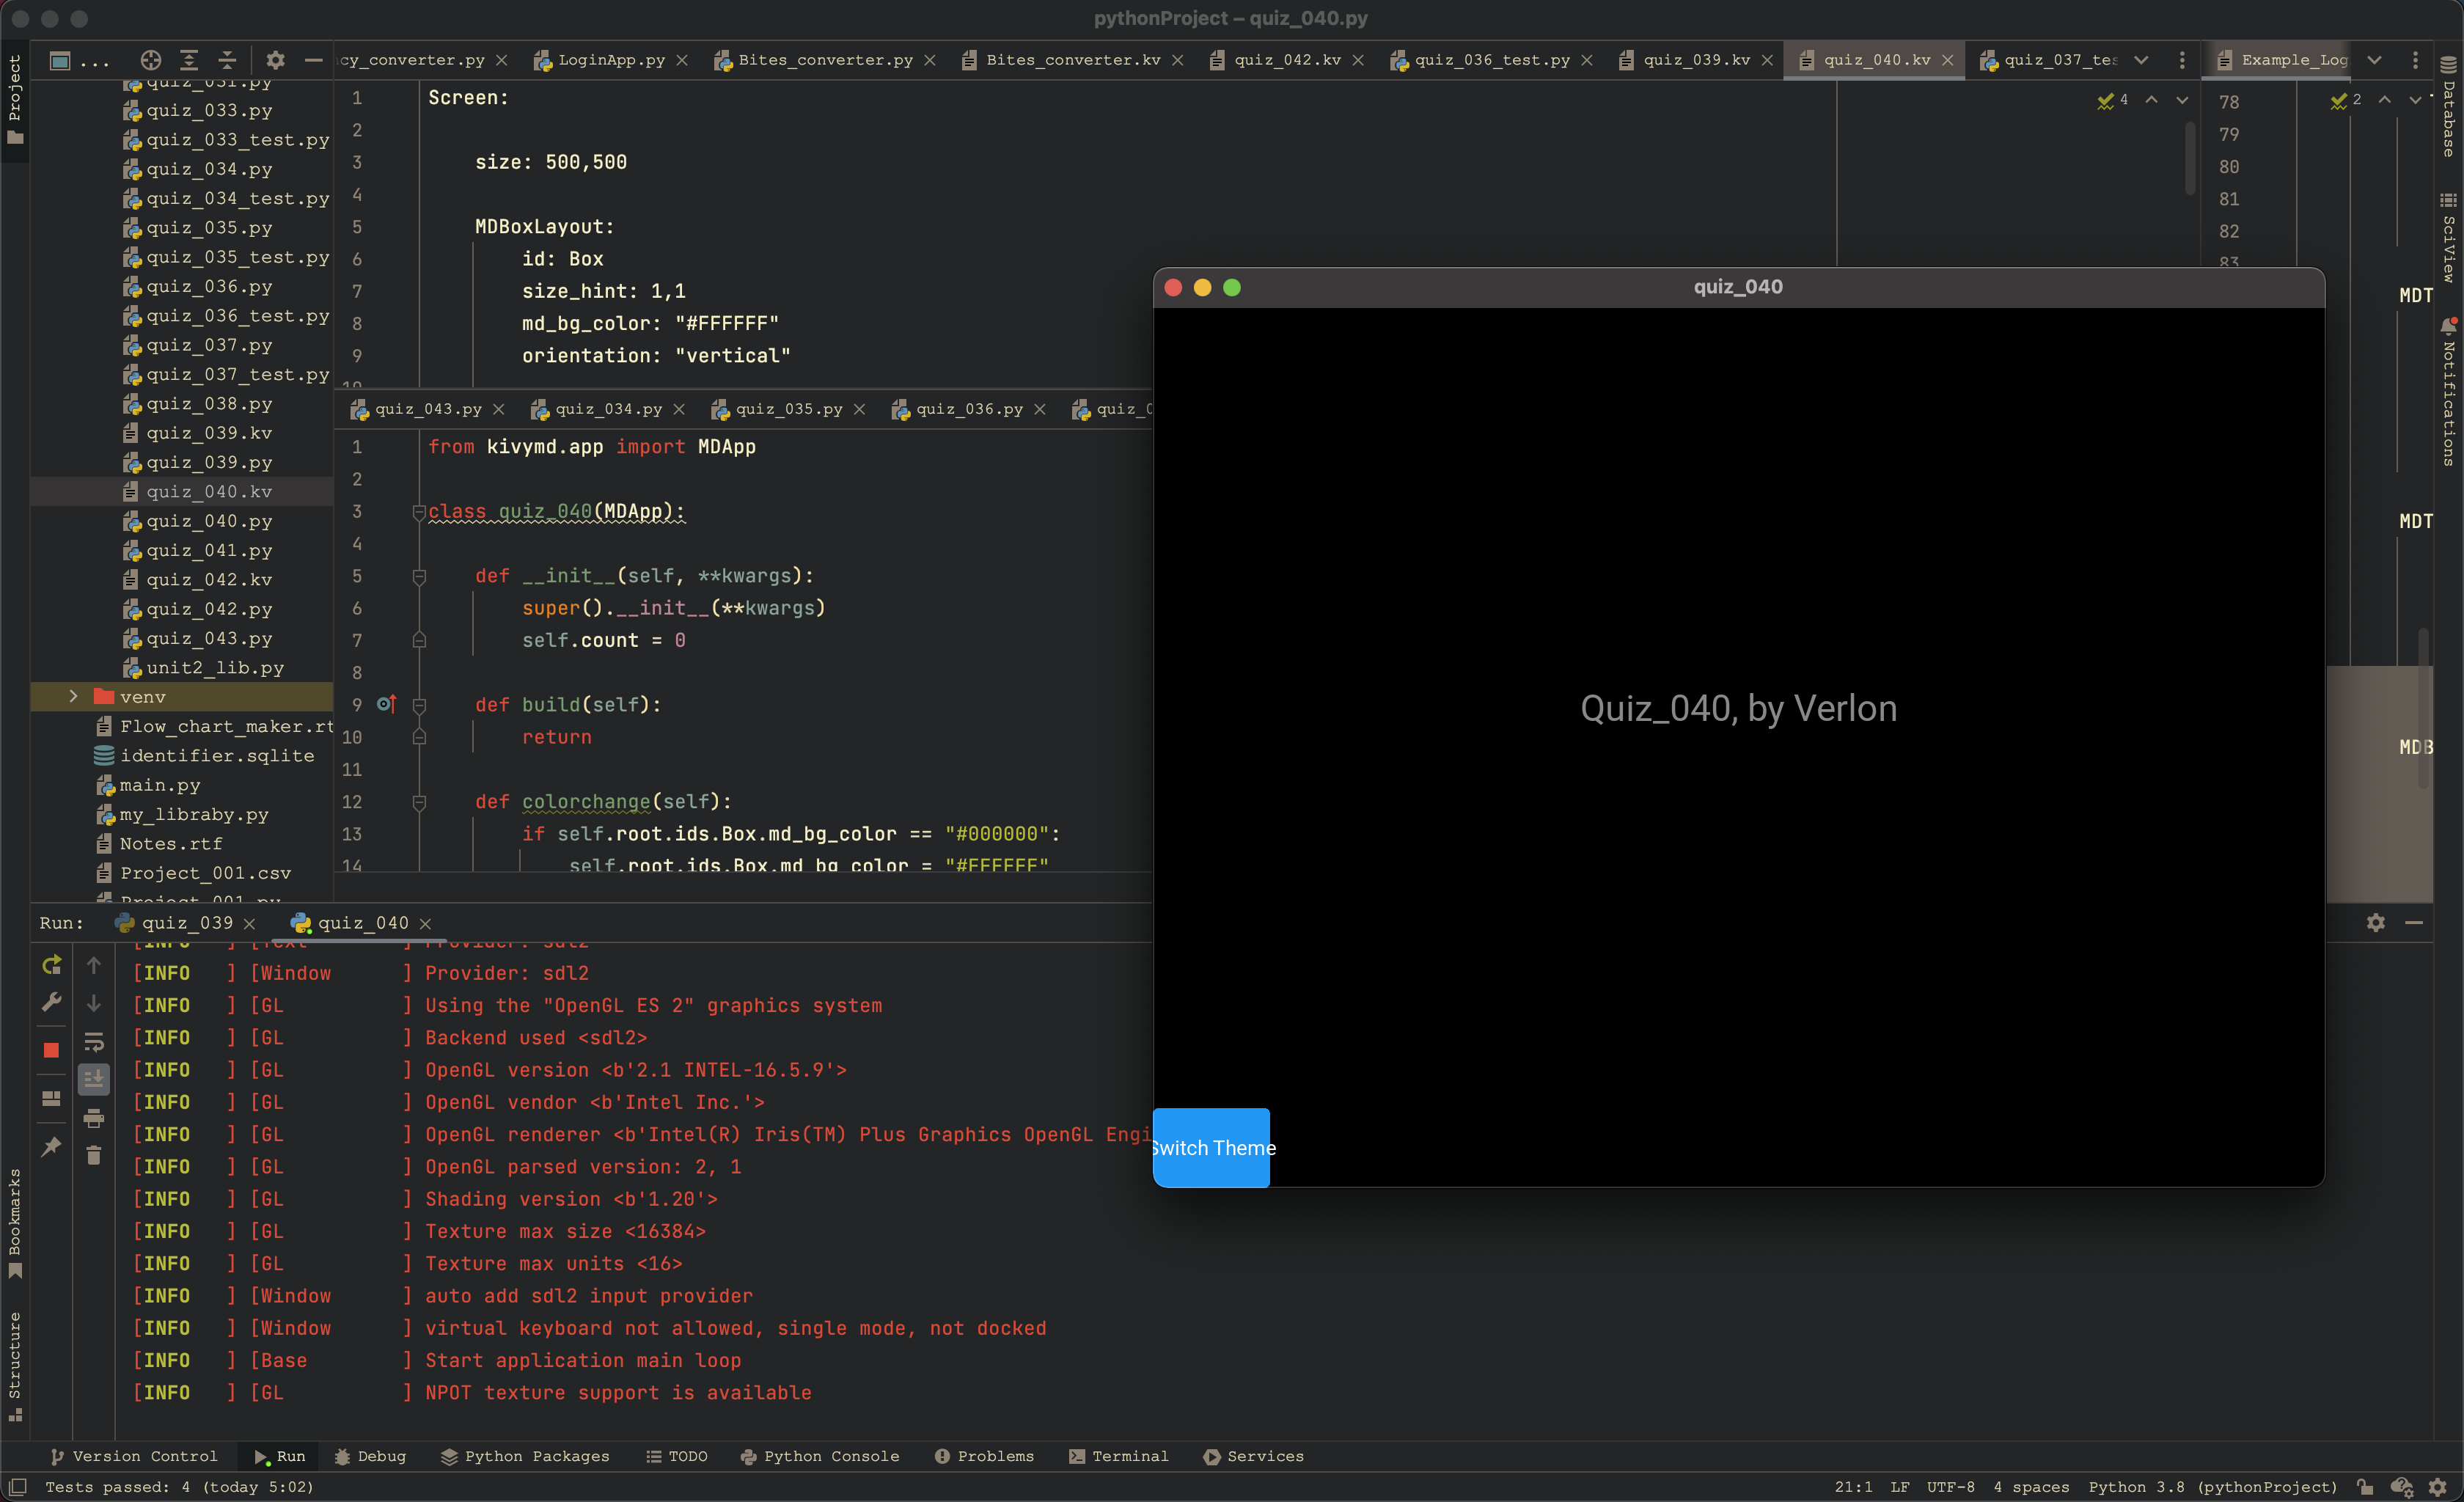 pythonProject – quiz_040.py
Project
...
cy_converter.py
LoginApp.py
Bites_converter.py
Bites_converter.kv
quiz_042.kv
quiz_036_test.py
quiz_039.kv
quiz_040.kv
quiz_037_tes
Example_Log
quiz_031.py
quiz_033.py
quiz_033_test.py
quiz_034.py
quiz_034_test.py
quiz_035.py
quiz_035_test.py
quiz_036.py
quiz_036_test.py
quiz_037.py
quiz_037_test.py
quiz_038.py
quiz_039.kv
quiz_039.py
quiz_040.kv
quiz_040.py
quiz_041.py
quiz_042.kv
quiz_042.py
quiz_043.py
unit2_lib.py
venv
Flow_chart_maker.rt
identifier.sqlite
main.py
my_libraby.py
Notes.rtf
Project_001.csv
Project_001.py
1 Screen:
2
3 size: 500,500
4
5 MDBoxLayout:
6 id: Box
7 size_hint: 1,1
8 md_bg_color: "#FFFFFF"
9 orientation: "vertical"
10
4
2
78
79
80
81
82
83
MDT
MDT
MDB
Database
SciView
Notifications
quiz_043.py
quiz_034.py
quiz_035.py
quiz_036.py
quiz_0
1 from kivymd.app import MDApp
2
3 class quiz_040(MDApp):
4
5 def __init__(self, **kwargs):
6 super().__init__(**kwargs)
7 self.count = 0
8
9 def build(self):
10 return
11
12 def colorchange(self):
13 if self.root.ids.Box.md_bg_color == "#000000":
14 self.root.ids.Box.md_bg_color = "#FFFFFF"
quiz_040
Quiz_040, by Verlon
Switch Theme
Run:
quiz_039
quiz_040
[INFO ] [Text ] Provider: sdl2
[INFO ] [Window ] Provider: sdl2
[INFO ] [GL ] Using the "OpenGL ES 2" graphics system
[INFO ] [GL ] Backend used <sdl2>
[INFO ] [GL ] OpenGL version <b'2.1 INTEL-16.5.9'>
[INFO ] [GL ] OpenGL vendor <b'Intel Inc.'>
[INFO ] [GL ] OpenGL renderer <b'Intel(R) Iris(TM) Plus Graphics OpenGL Engi
[INFO ] [GL ] OpenGL parsed version: 2, 1
[INFO ] [GL ] Shading version <b'1.20'>
[INFO ] [GL ] Texture max size <16384>
[INFO ] [GL ] Texture max units <16>
[INFO ] [Window ] auto add sdl2 input provider
[INFO ] [Window ] virtual keyboard not allowed, single mode, not docked
[INFO ] [Base ] Start application main loop
[INFO ] [GL ] NPOT texture support is available
Bookmarks
Structure
Version Control
Run
Debug
Python Packages
TODO
Python Console
Problems
Terminal
Services
Tests passed: 4 (today 5:02)
21:1 LF UTF-8 4 spaces Python 3.8 (pythonProject)